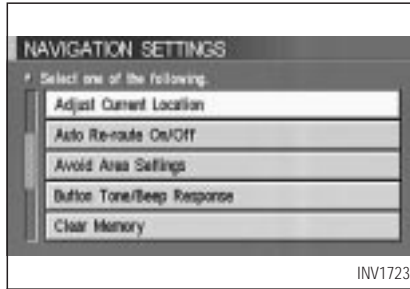 NAVIGATION SETTINGS
Select one of the following.
Adjust Current Location
Auto Re-route On/Off
Avoid Area Settings
Button Tone/Beep Response
Clear Memory
INV1723